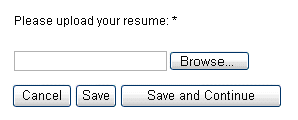 Please upload your resume: *
Browse...
Cancel Save Save and Continue